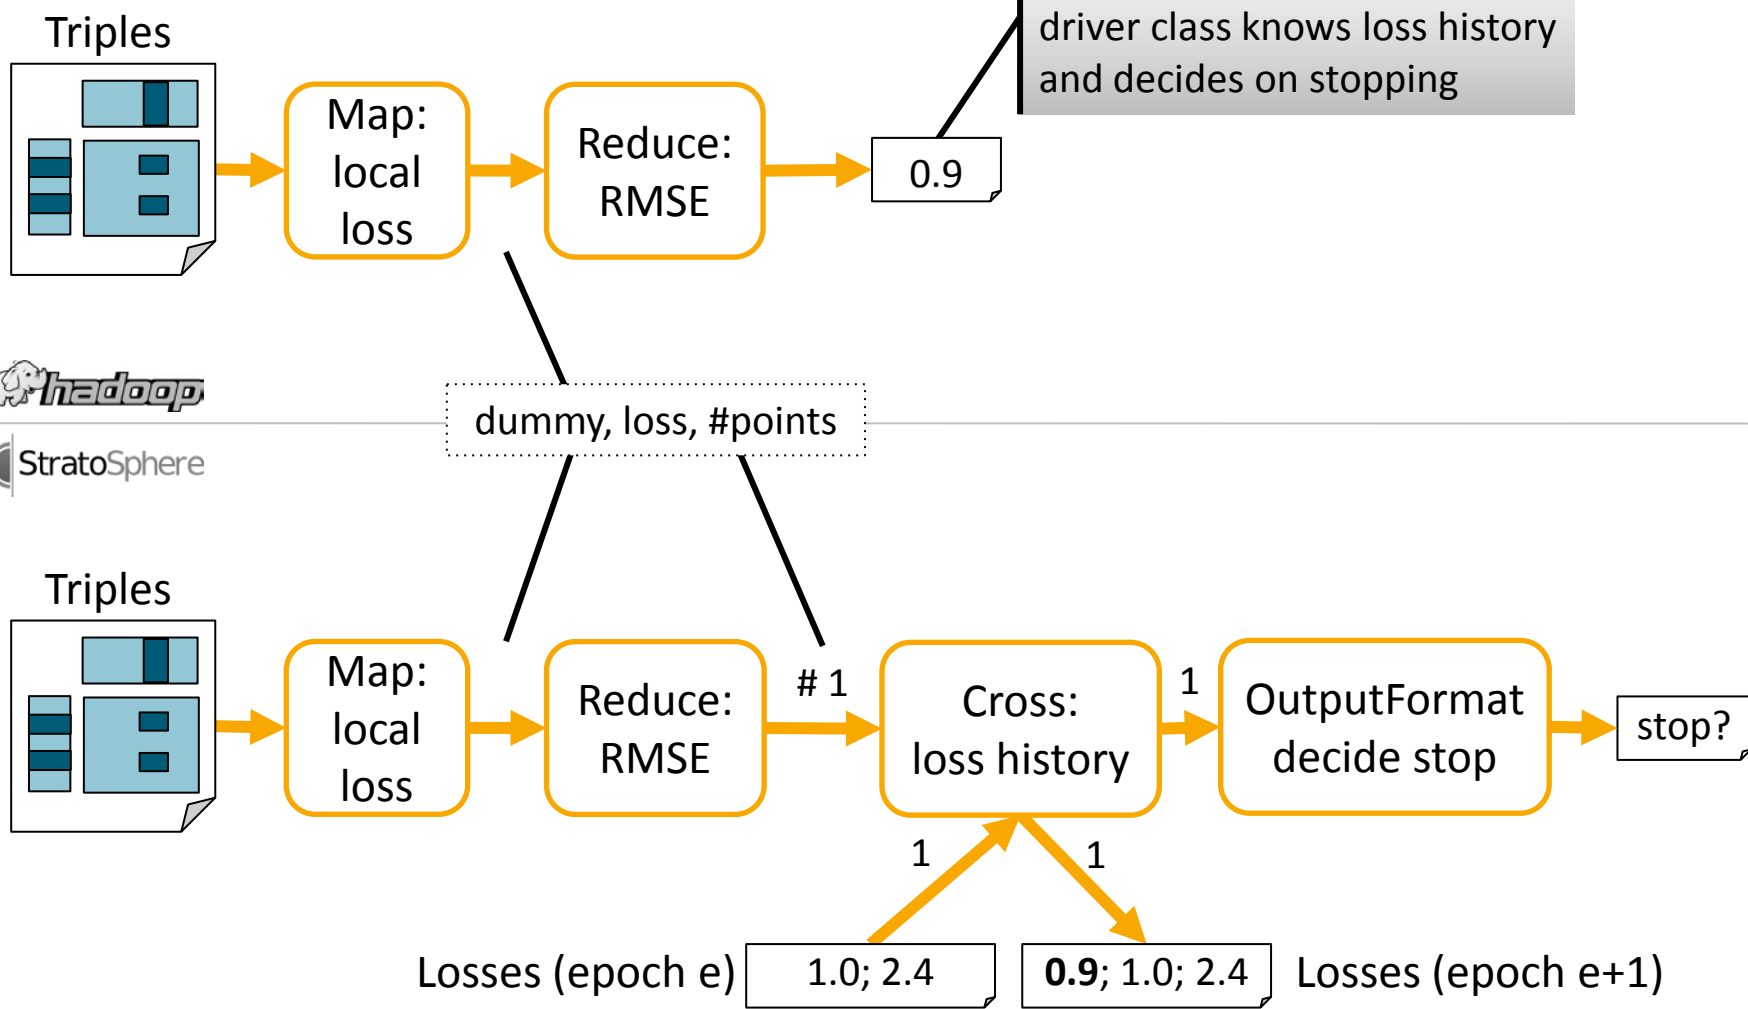 Triples
driver class knows loss history
and decides on stopping
Map:
local
loss
Reduce:
RMSE
0.9
hadoop
dummy, loss, #points
StratoSphere
Triples
Map:
local
loss
Reduce:
RMSE
# 1
Cross:
loss history
1
OutputFormat
decide stop
stop?
1
1
Losses (epoch e)
1.0; 2.4
0.9; 1.0; 2.4
Losses (epoch e+1)